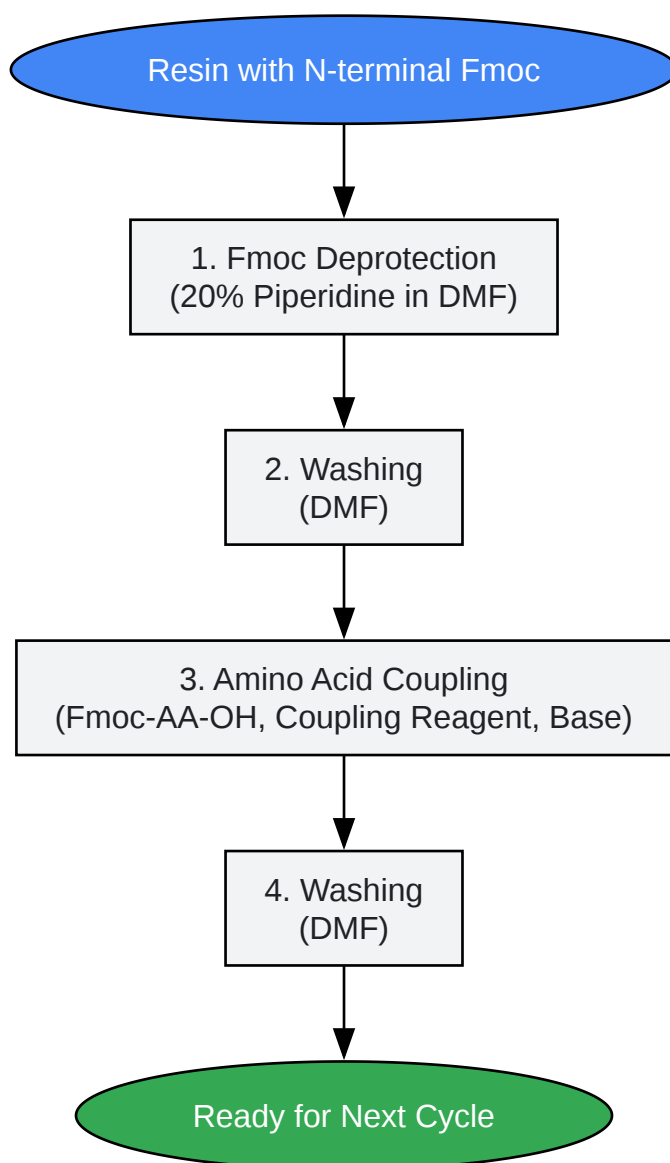 Resin with N-terminal Fmoc
1. Fmoc Deprotection
(20% Piperidine in DMF)
2. Washing
(DMF)
3. Amino Acid Coupling
(Fmoc-AA-OH, Coupling Reagent, Base)
4. Washing
(DMF)
Ready for Next Cycle